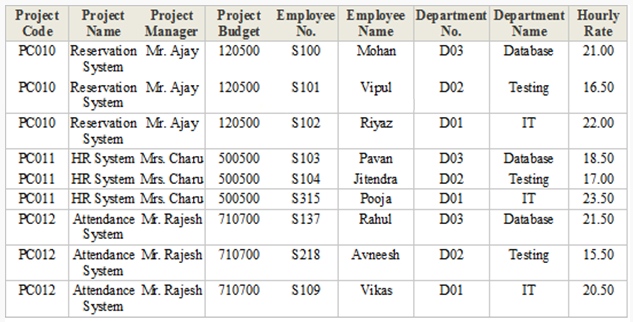 Project Code Project Name Project Manager Project Budget Employee No. Employee Name Department No. Department Name Hourly Rate
PC010 Reservation System Mr. Ajay 120500 S100 Mohan D03 Database 21.00
PC010 Reservation System Mr. Ajay 120500 S101 Vipul D02 Testing 16.50
PC010 Reservation System Mr. Ajay 120500 S102 Riyaz D01 IT 22.00
PC011 HR System Mrs. Charu 500500 S103 Pavan D03 Database 18.50
PC011 HR System Mrs. Charu 500500 S104 Jitendra D02 Testing 17.00
PC011 HR System Mrs. Charu 500500 S315 Pooja D01 IT 23.50
PC012 Attendance System Mr. Rajesh 710700 S137 Rahul D03 Database 21.50
PC012 Attendance System Mr. Rajesh 710700 S218 Avneesh D02 Testing 15.50
PC012 Attendance System Mr. Rajesh 710700 S109 Vikas D01 IT 20.50